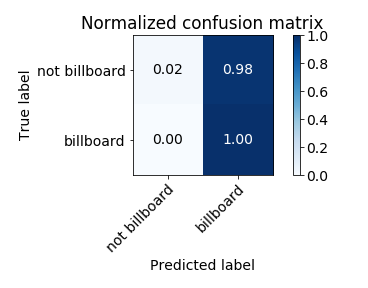 Normalized confusion matrix
True label
not billboard
billboard
0.02 0.98
0.00 1.00
not billboard
billboard
Predicted label
1.0
0.8
0.6
0.4
0.2
0.0